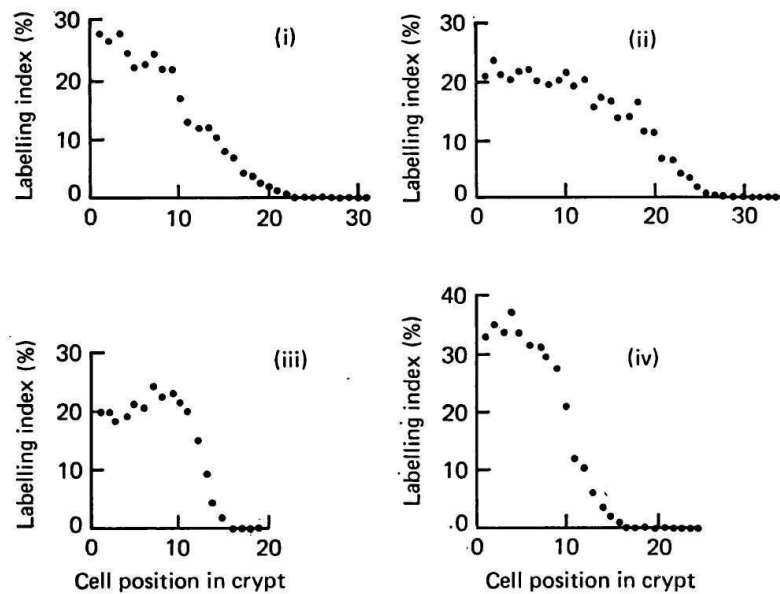 Labelling index (%)
30
20
10
0
0 10 20 30
(i)
Labelling index (%)
30
20
10
0
0 10 20 30
(ii)
Labelling index (%)
30
20
10
0
0 10 20
(iii)
Cell position in crypt
Labelling index (%)
40
30
20
10
0
0 10 20
(iv)
Cell position in crypt